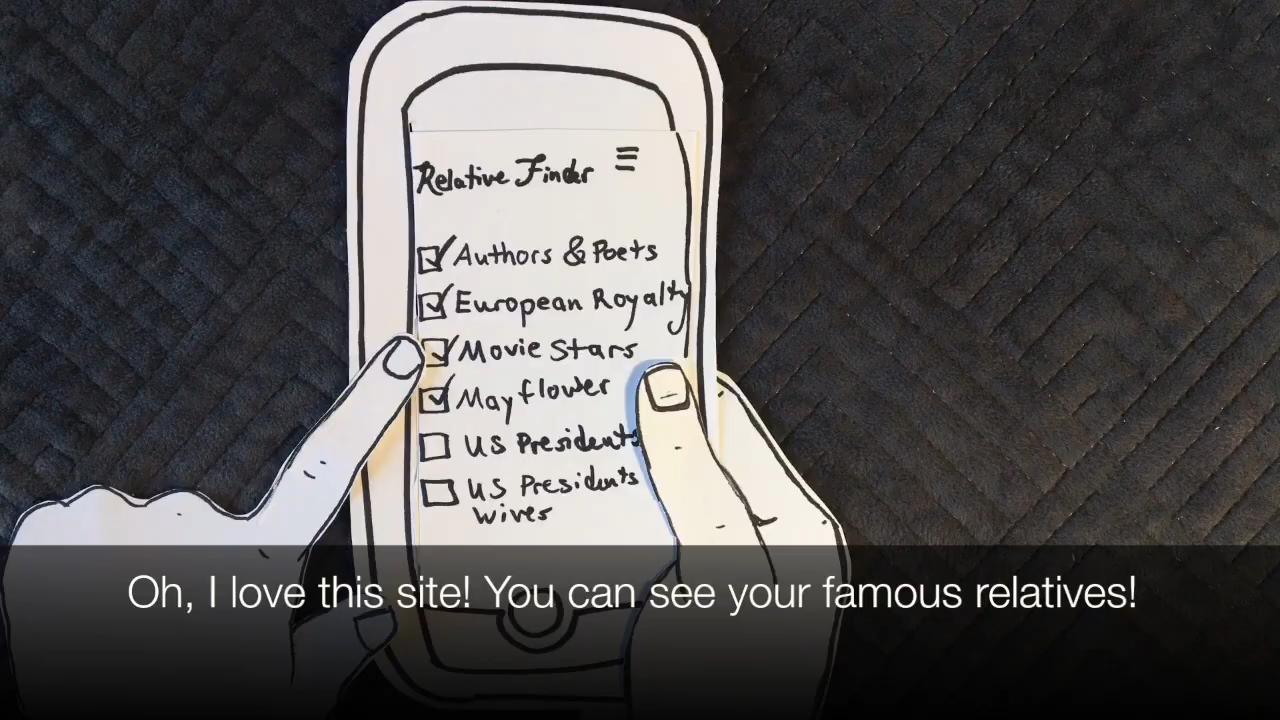 Relative Finder
Authors & Poets
European Royalty
Movie Stars
Mayflower
US Presidents
US Presidents
wives
Oh, I love this site! You can see your famous relatives!